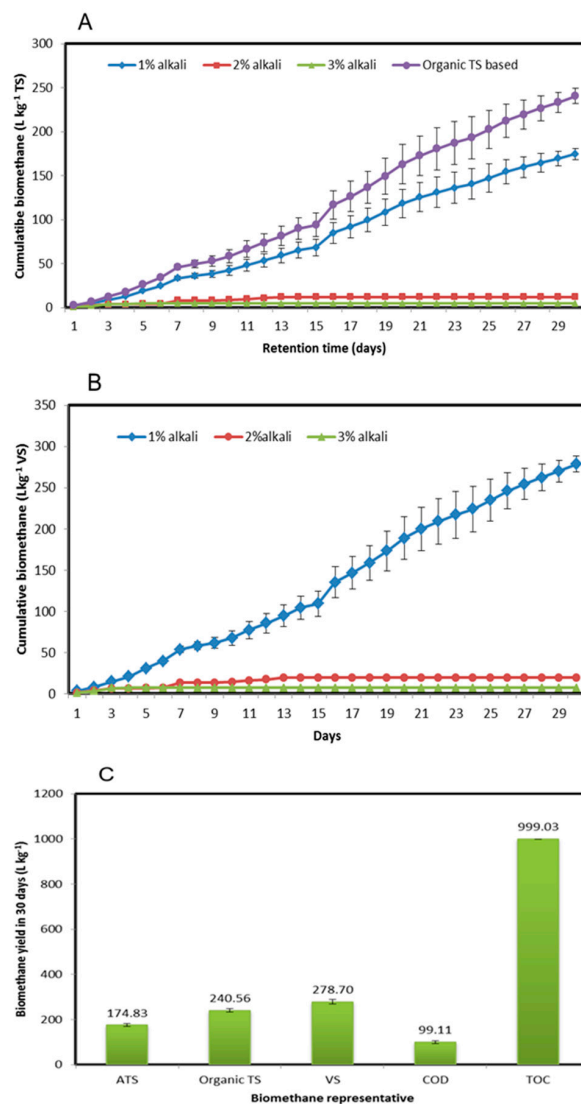 A
Cumulatibe biomethane (L kg-1 TS)
300
250
200
150
100
50
0
1% alkali 2% alkali 3% alkali Organic TS based
1 3 5 7 9 11 13 15 17 19 21 23 25 27 29
Retention time (days)
B
Cumulative biomethane (Lkg-1 VS)
350
300
250
200
150
100
50
0
1% alkali 2%alkali 3% alkali
1 3 5 7 9 11 13 15 17 19 21 23 25 27 29
Days
C
Biomethane yield in 30 days (L kg-1)
1200
1000
800
600
400
200
0
174.83 240.56 278.70 99.11 999.03
ATS Organic TS VS COD TOC
Biomethane representative